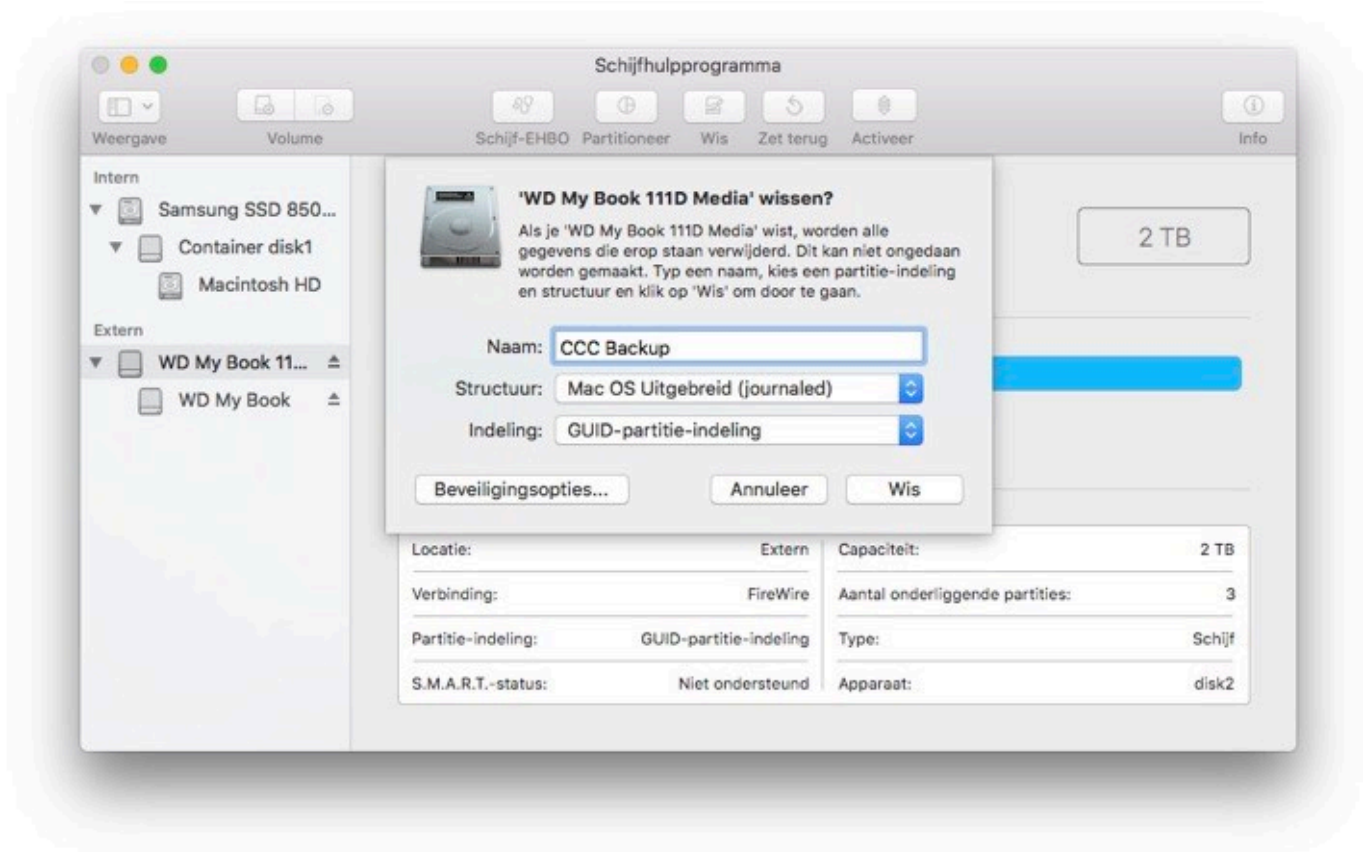 Schijfhulpprogramma
Weergave Volume Schijf-EHBO Partitioneer Wis Zet terug Activeer Info
Intern
Samsung SSD 850...
Container disk1
Macintosh HD
Extern
WD My Book 11...
WD My Book
'WD My Book 111D Media' wissen?
Als je 'WD My Book 111D Media' wist, worden alle
gegevens die erop staan verwijderd. Dit kan niet ongedaan
worden gemaakt. Typ een naam, kies een partitie-indeling
en structuur en klik op 'Wis' om door te gaan.
2 TB
Naam: CCC Backup
Structuur: Mac OS Uitgebreid (journaled)
Indeling: GUID-partitie-indeling
Beveiligingsopties... Annuleer Wis
Locatie: Extern Capaciteit: 2 TB
Verbinding: FireWire Aantal onderliggende partities: 3
Partitie-indeling: GUID-partitie-indeling Type: Schijf
S.M.A.R.T.-status: Niet ondersteund Apparaat: disk2